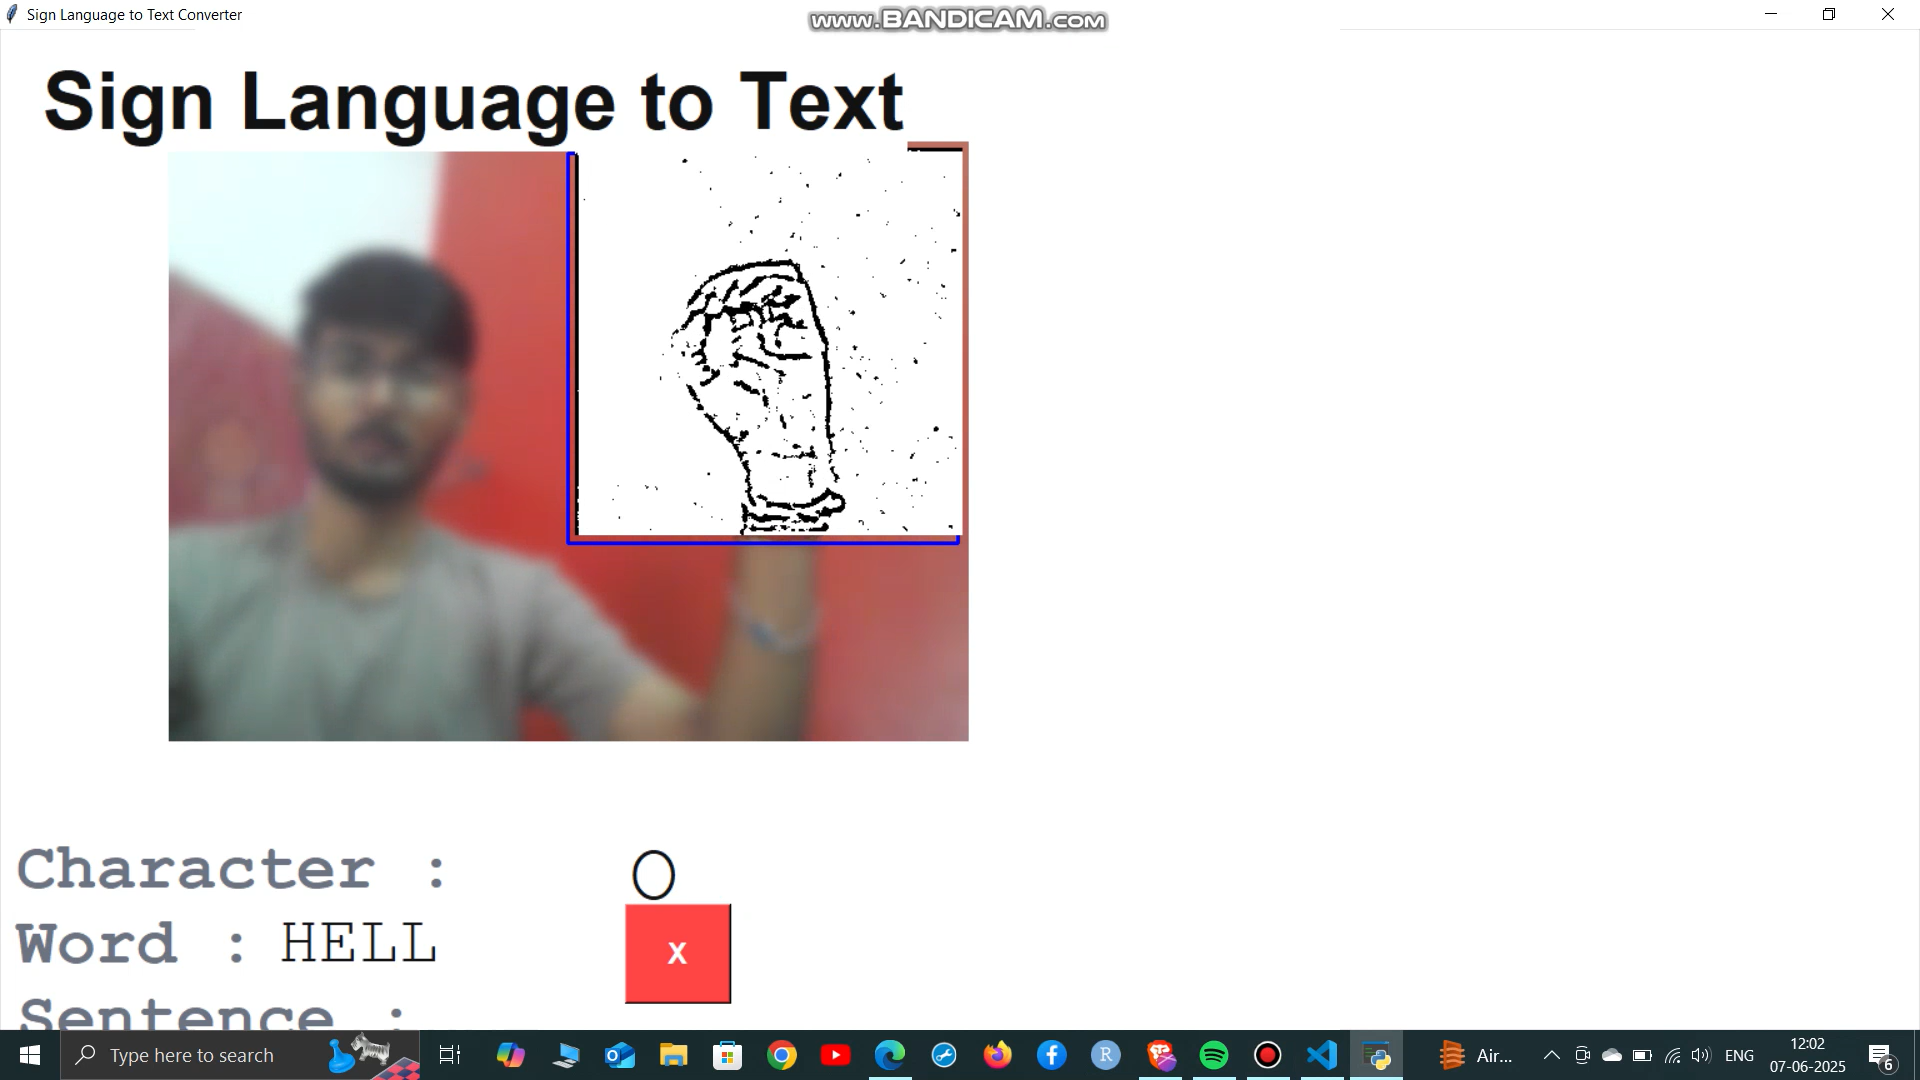 Sign Language to Text Converter
www.BANDICAM.com
Sign Language to Text
Character : O
Word : HELL
X
Sentence :
Type here to search
Air...
ENG
12:02
07-06-2025
6